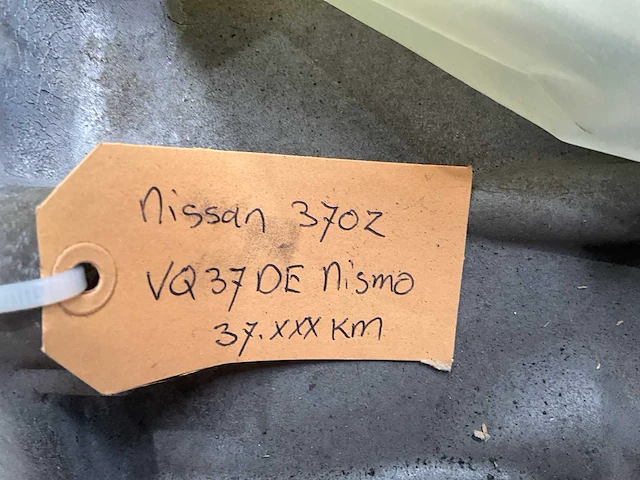 Nissan 370Z
VQ37DE Nismo
37.XXX KM